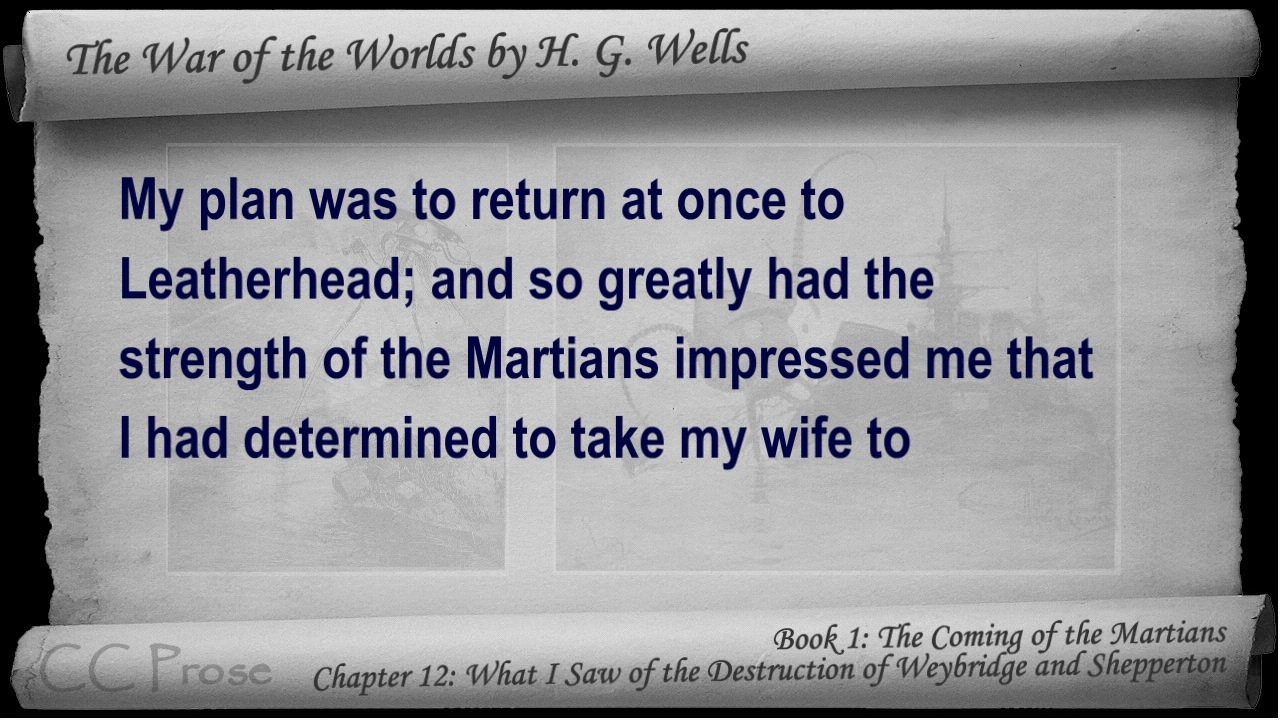 The War of the Worlds by H. G. Wells
My plan was to return at once to
Leatherhead; and so greatly had the
strength of the Martians impressed me that
I had determined to take my wife to
Book 1: The Coming of the Martians
Chapter 12: What I Saw of the Destruction of Weybridge and Shepperton
CC Prose